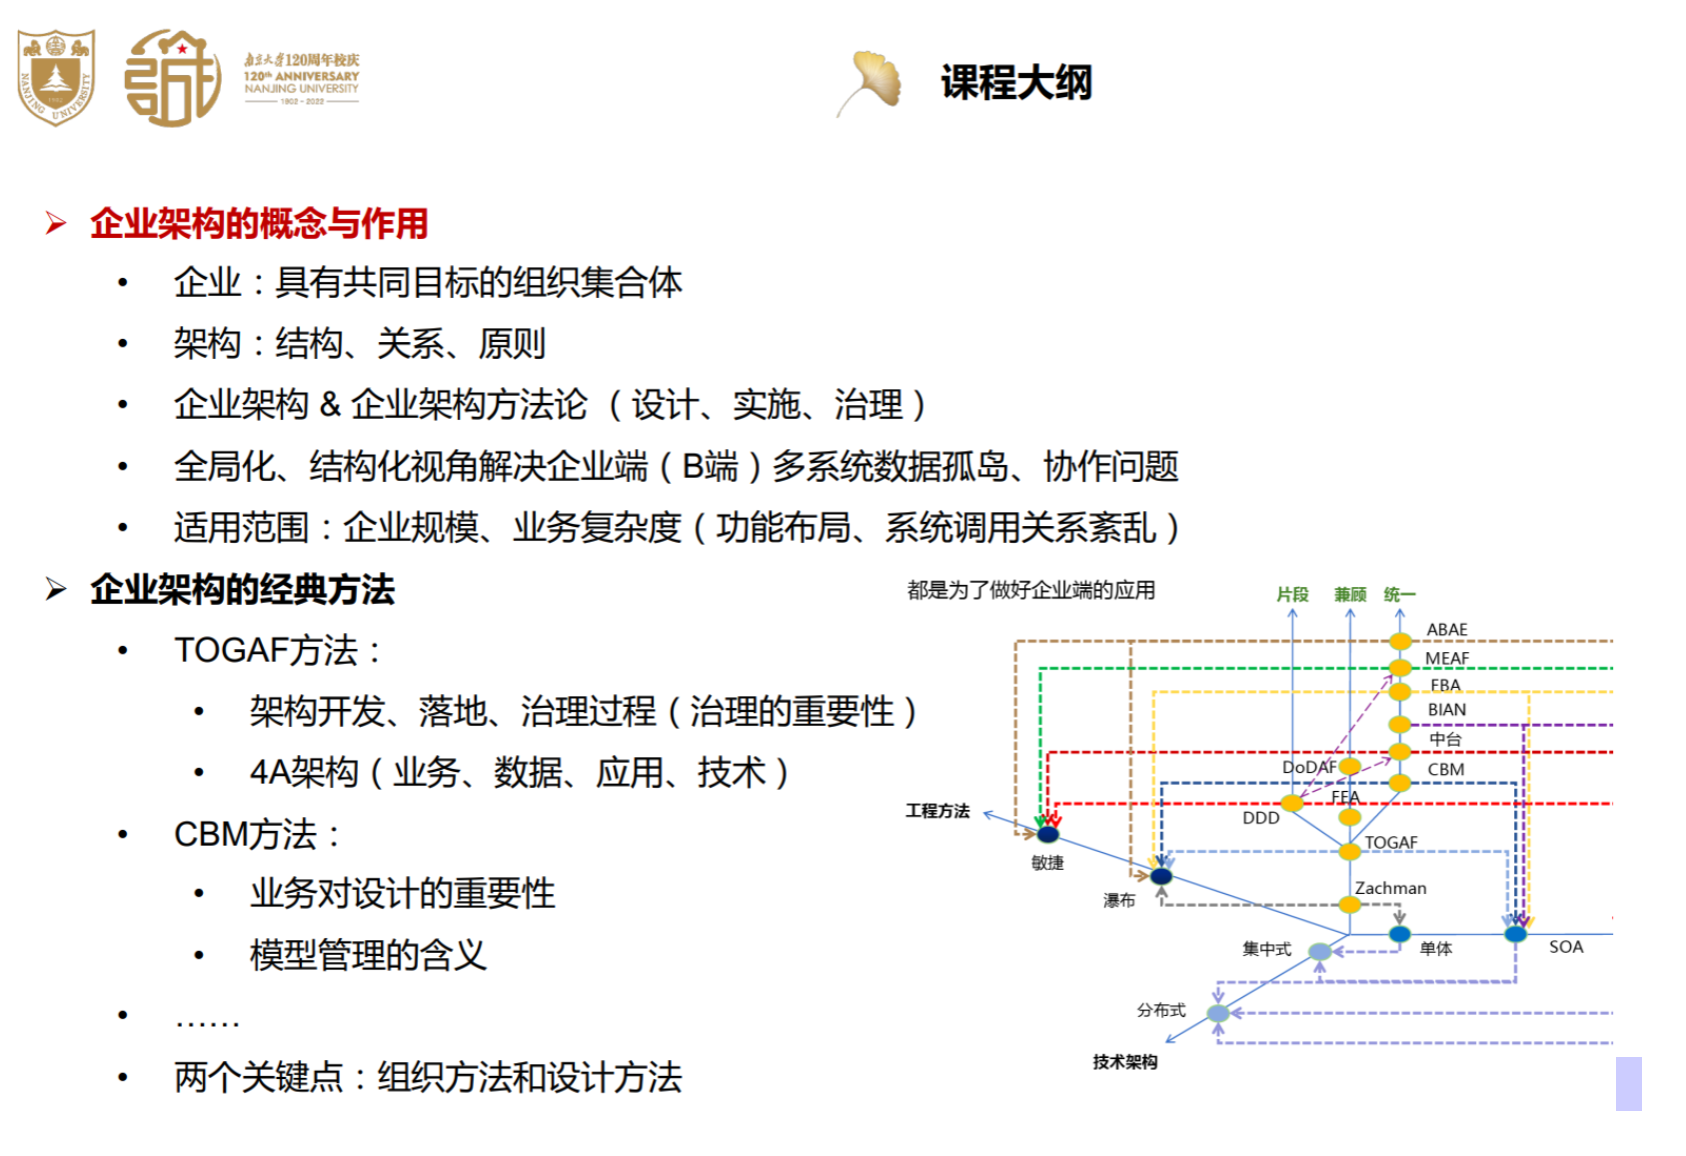 南京大学120周年校庆
120th ANNIVERSARY
NANJING UNIVERSITY
1902 - 2022
NANJING UNIVERSITY
1902
课程大纲
企业架构的概念与作用
企业：具有共同目标的组织集合体
架构：结构、关系、原则
企业架构 & 企业架构方法论 （设计、实施、治理）
全局化、结构化视角解决企业端（B端）多系统数据孤岛、协作问题
适用范围：企业规模、业务复杂度（功能布局、系统调用关系紊乱）
企业架构的经典方法
TOGAF方法：
架构开发、落地、治理过程（治理的重要性）
4A架构（业务、数据、应用、技术）
CBM方法：
业务对设计的重要性
模型管理的含义
……
两个关键点：组织方法和设计方法
都是为了做好企业端的应用
片段 兼顾 统一
ABAE
MEAF
FBA
BIAN
中台
DoDAF
CBM
FEA
DDD
工程方法
TOGAF
敏捷
Zachman
瀑布
集中式
单体
SOA
分布式
技术架构